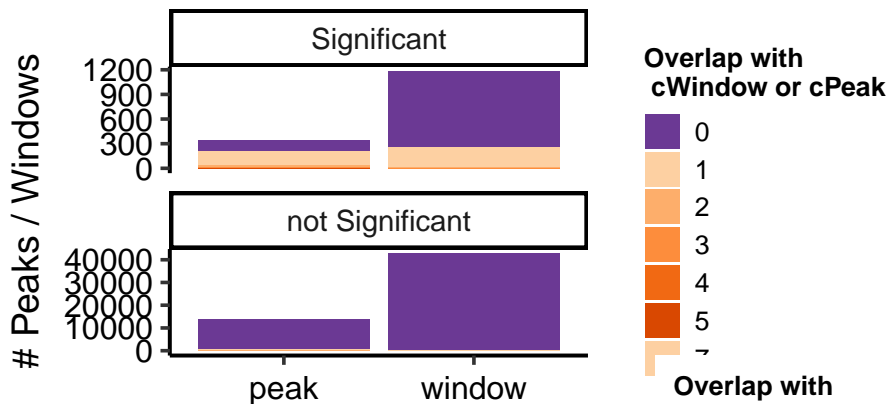 Significant
1200
900
600
300
0
not Significant
40000
30000
20000
10000
0
# Peaks / Windows
peak window
Overlap with
cWindow or cPeak
0
1
2
3
4
5
Overlap with